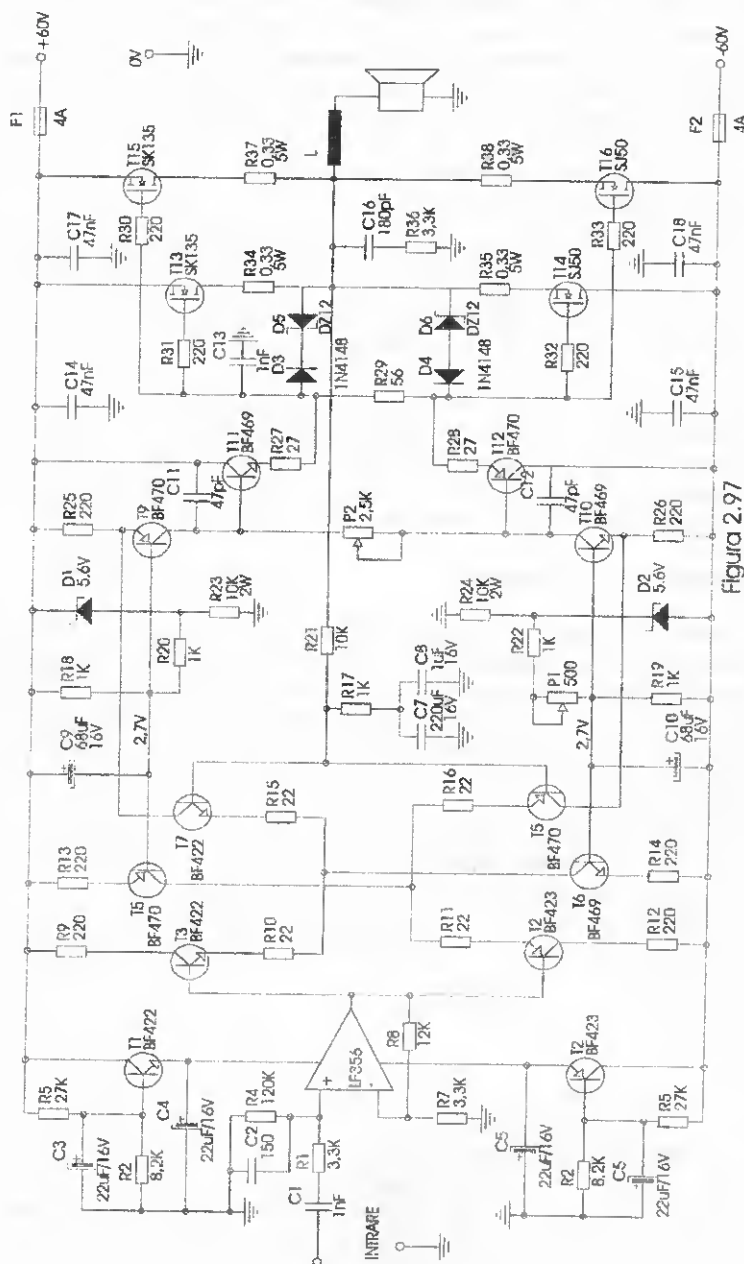 INTRARE
C1
1nF
R1
3,3K
C2
150
R4
120K
C3
22uF/16V
R2
8,2K
R5
27K
C4
22uF/16V
T1
BF422
LF356
+
-
R7
3,3K
R8
12K
C5
22uF/16V
R2
8,2K
C5
22uF/16V
R5
27K
T2
BF423
R9
220
T3
BF422
R10
22
R13
220
T5
BF470
T7
BF422
R15
22
R11
22
T2
BF423
R12
220
T6
BF469
R14
220
R16
22
T5
BF470
C9
68uF
16V
2,7V
R18
1K
R20
1K
D1
5.6V
R23
10K
2W
R17
1K
C7
220uF
16V
C8
1uF
16V
R21
10K
2,7V
C10
68uF
16V
P1
500
R22
1K
R19
1K
R24
10K
2W
D2
5.6V
R25
220
T9
BF470
C11
47pF
P2
2,5K
T10
BF469
R26
220
T11
BF469
R27
27
R28
27
T12
BF470
C12
47pF
C14
47nF
C13
1nF
D3
D5
DZ12
1N4148
R29
56
D4
D6
DZ12
1N4148
C15
47nF
R31
220
T13
SK135
R34
0,33
5W
R35
0,33
5W
T14
SJ50
R32
220
C17
47nF
R30
220
C16
180pF
R36
3,3K
R33
220
C18
47nF
T15
SK135
R37
0,33
5W
L
R38
0,33
5W
T16
SJ50
F1
4A
+60V
0V
F2
4A
-60V
Figura 2.97